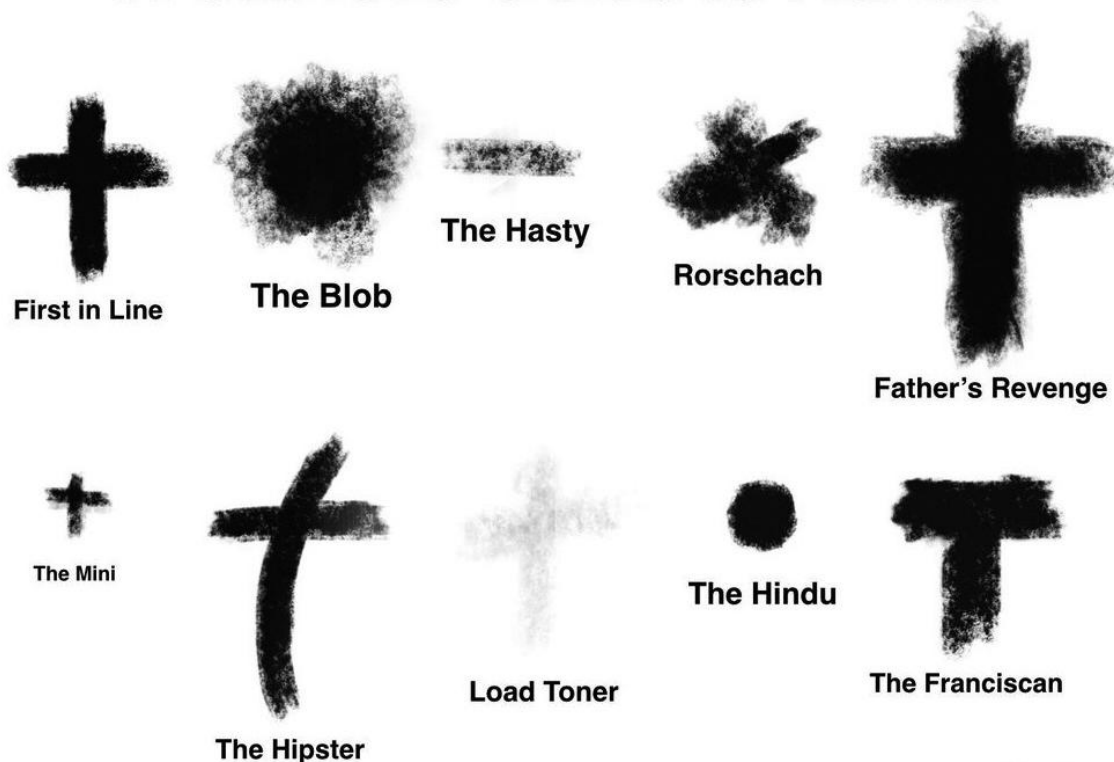 The Hasty
Rorschach
The Blob
First in Line
Father’s Revenge
The Mini
The Hindu
The Franciscan
Load Toner
The Hipster